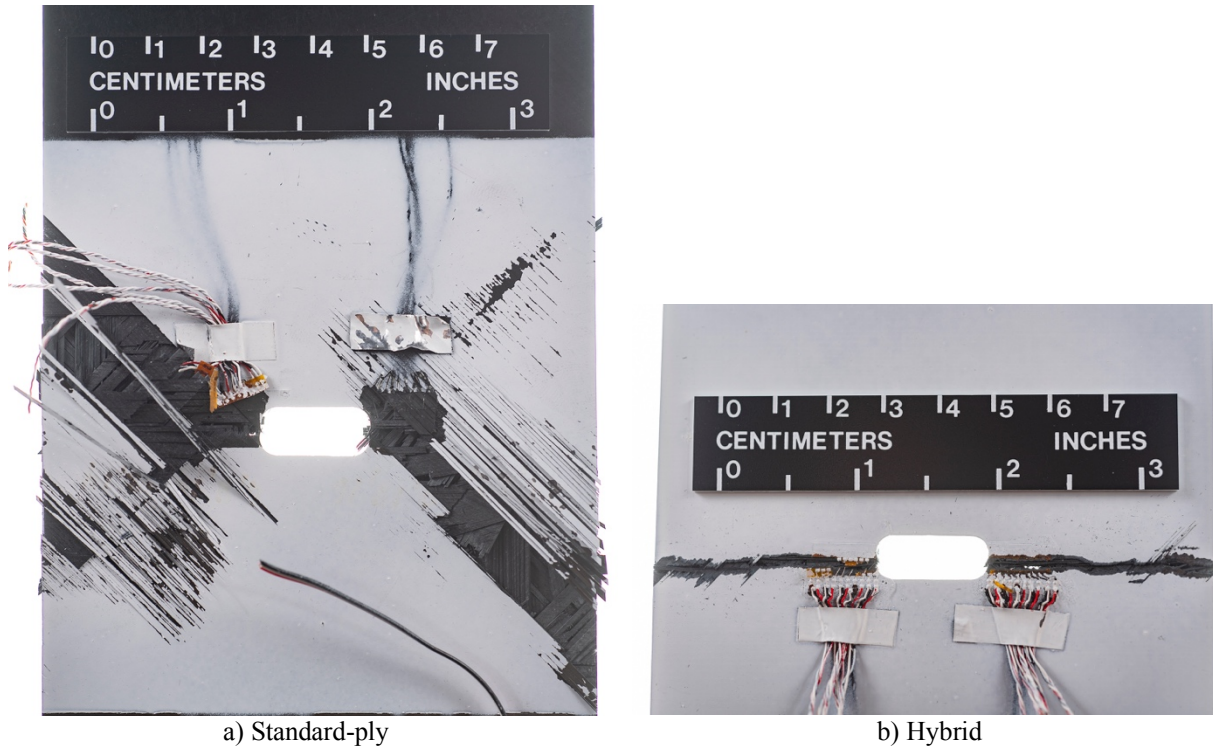 0 1 2 3 4 5 6 7
CENTIMETERS INCHES
0 1 2 3
0 1 2 3 4 5 6 7
CENTIMETERS INCHES
0 1 2 3
a) Standard-ply
b) Hybrid